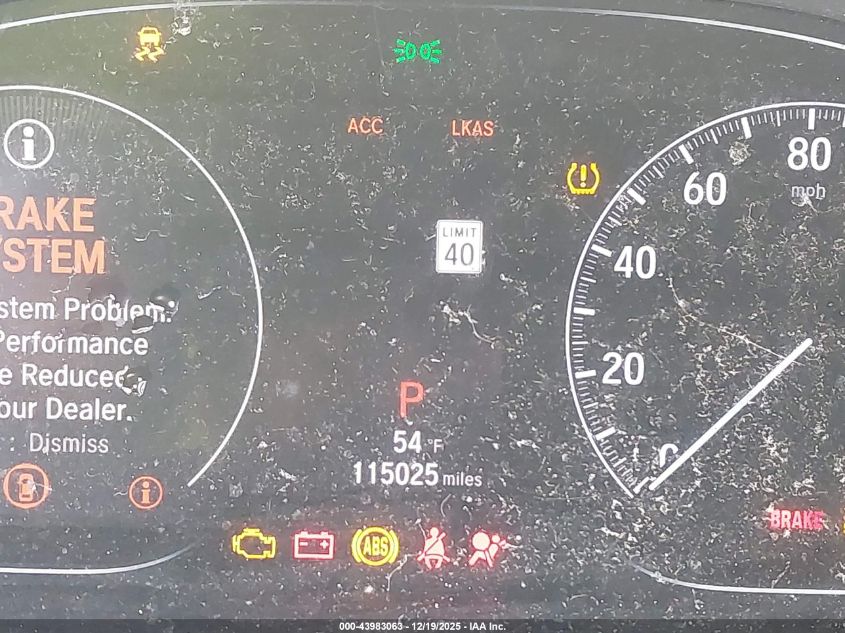 ACC LKAS
80
mph
60
RAKE
YSTEM
LIMIT
40
40
stem Problem.
Performance
e Reduced
our Dealer.
20
P
Dismiss
54 °F
0
115025 miles
BRAKE
ABS
000-43983063 - 12/19/2025 - IAA Inc.